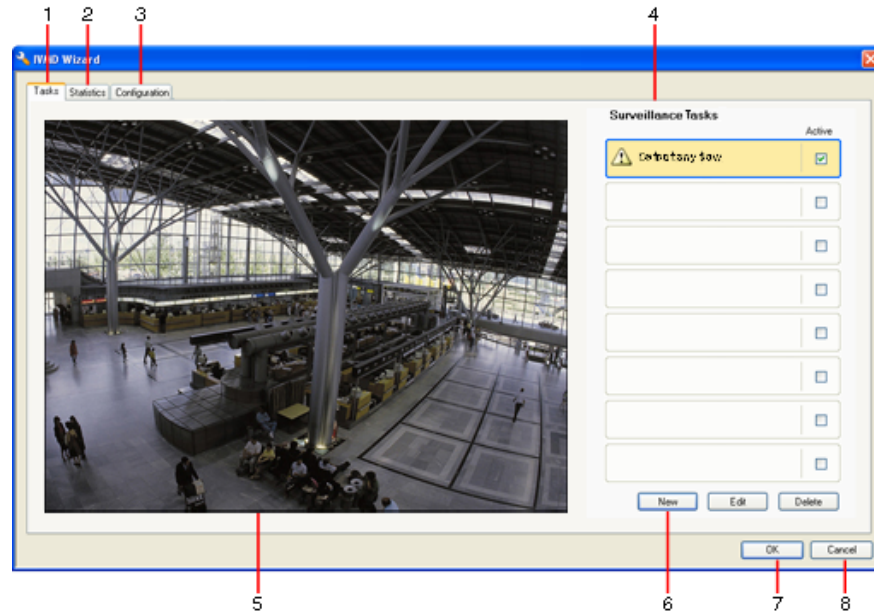 1
2
3
4
Wizard
Tasks
Statistics
Configuration
Surveillance Tasks
Active
New
Edit
Delete
OK
Cancel
5
6
7
8